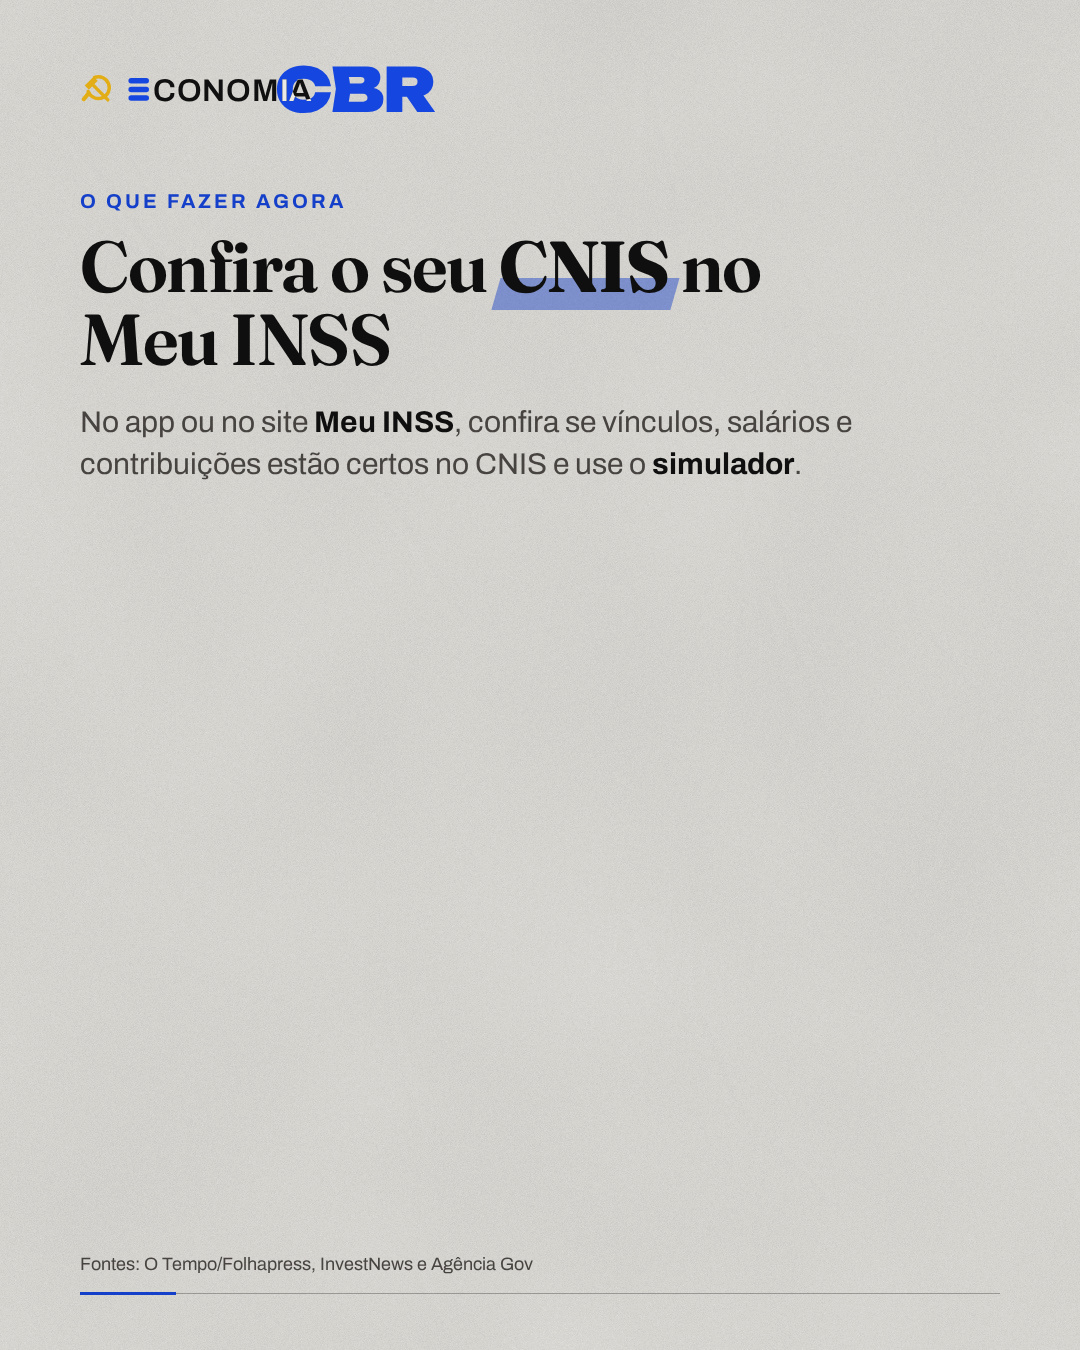 ECONOMIA CBR
O QUE FAZER AGORA
Confira o seu CNIS no
Meu INSS
No app ou no site Meu INSS, confira se vínculos, salários e
contribuições estão certos no CNIS e use o simulador.
Fontes: O Tempo/Folhapress, InvestNews e Agência Gov